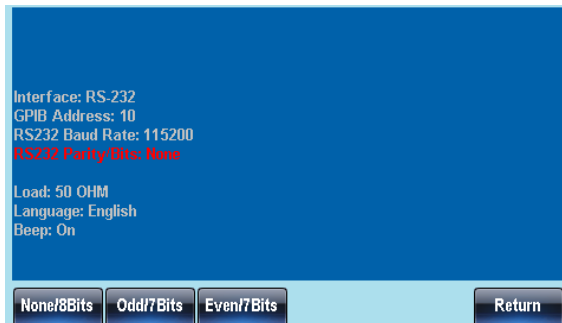 Interface: RS-232
GPIB Address: 10
RS232 Baud Rate: 115200
RS232 Parity/Bits: None
Load: 50 OHM
Language: English
Beep: On
None/8Bits Odd/7Bits Even/7Bits Return